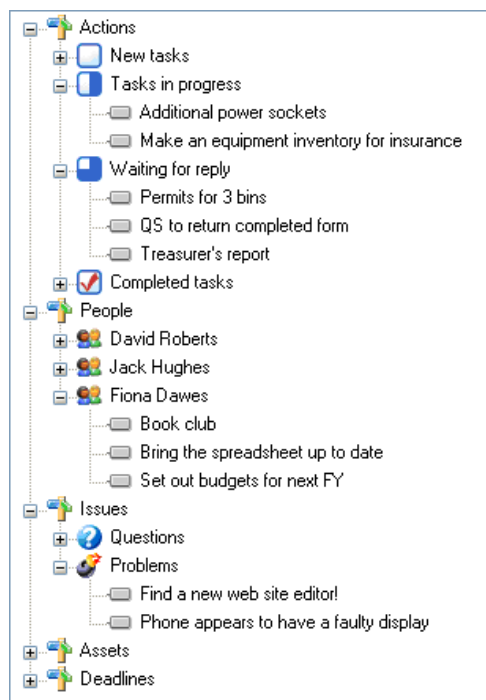 Actions
New tasks
Tasks in progress
Additional power sockets
Make an equipment inventory for insurance
Waiting for reply
Permits for 3 bins
QS to return completed form
Treasurer's report
Completed tasks
People
David Roberts
Jack Hughes
Fiona Dawes
Book club
Bring the spreadsheet up to date
Set out budgets for next FY
Issues
Questions
Problems
Find a new web site editor!
Phone appears to have a faulty display
Assets
Deadlines